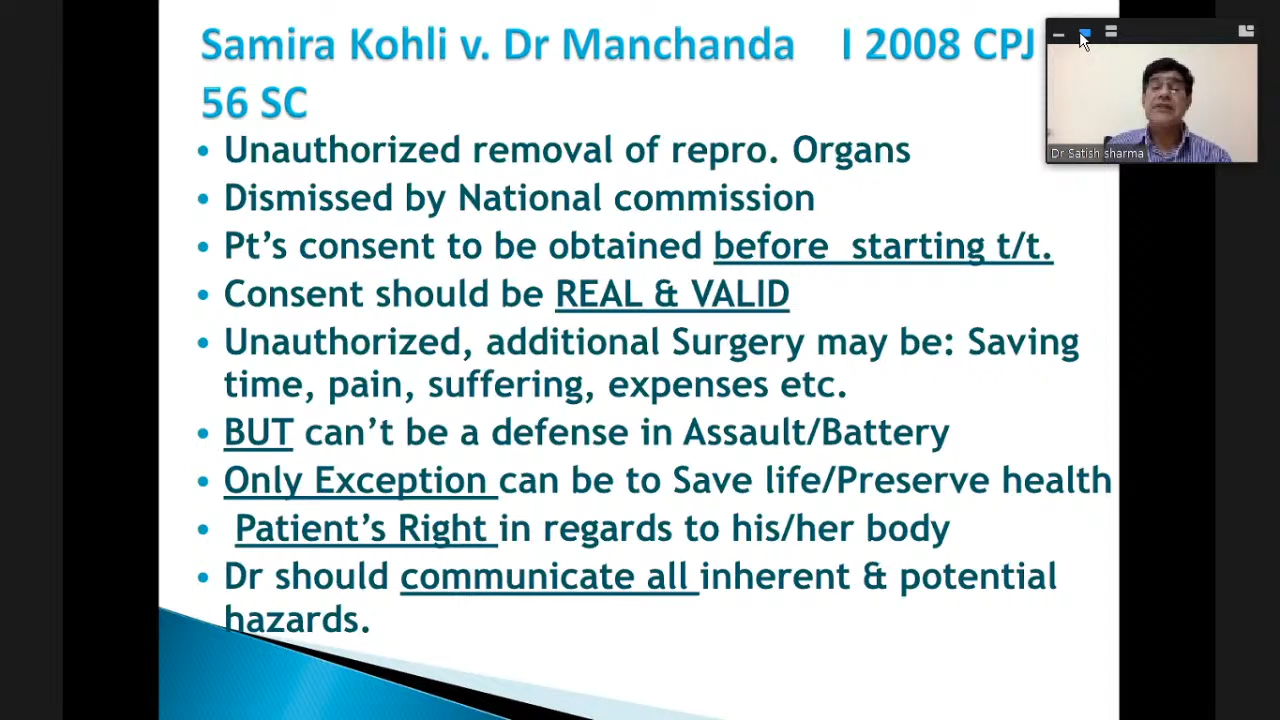 Samira Kohli v. Dr Manchanda I 2008 CPJ
56 SC
• Unauthorized removal of repro. Organs
• Dismissed by National commission
• Pt's consent to be obtained before starting t/t.
• Consent should be REAL & VALID
• Unauthorized, additional Surgery may be: Saving
time, pain, suffering, expenses etc.
• BUT can't be a defense in Assault/Battery
• Only Exception can be to Save life/Preserve health
• Patient's Right in regards to his/her body
• Dr should communicate all inherent & potential
hazards.
Dr Satish sharma